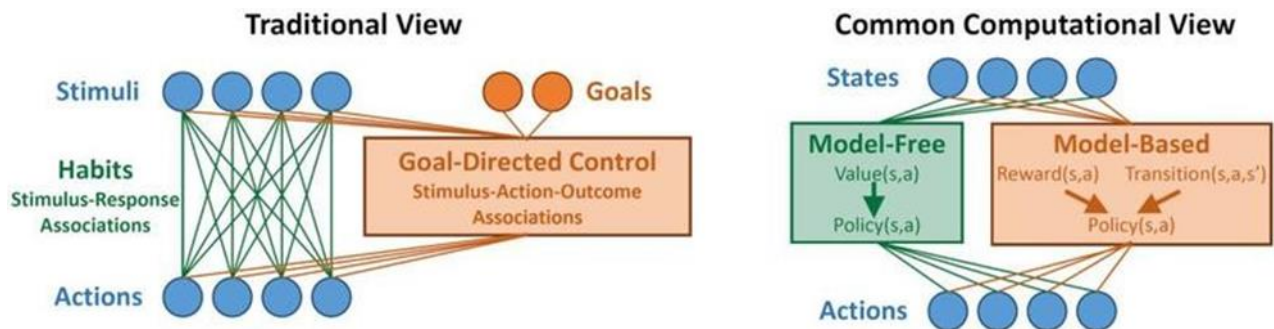 Traditional View
Stimuli
Goals
Habits
Stimulus-Response
Associations
Goal-Directed Control
Stimulus-Action-Outcome
Associations
Actions
Common Computational View
States
Model-Free
Value(s,a)
Policy(s,a)
Model-Based
Reward(s,a) Transition(s,a,s’)
Policy(s,a)
Actions